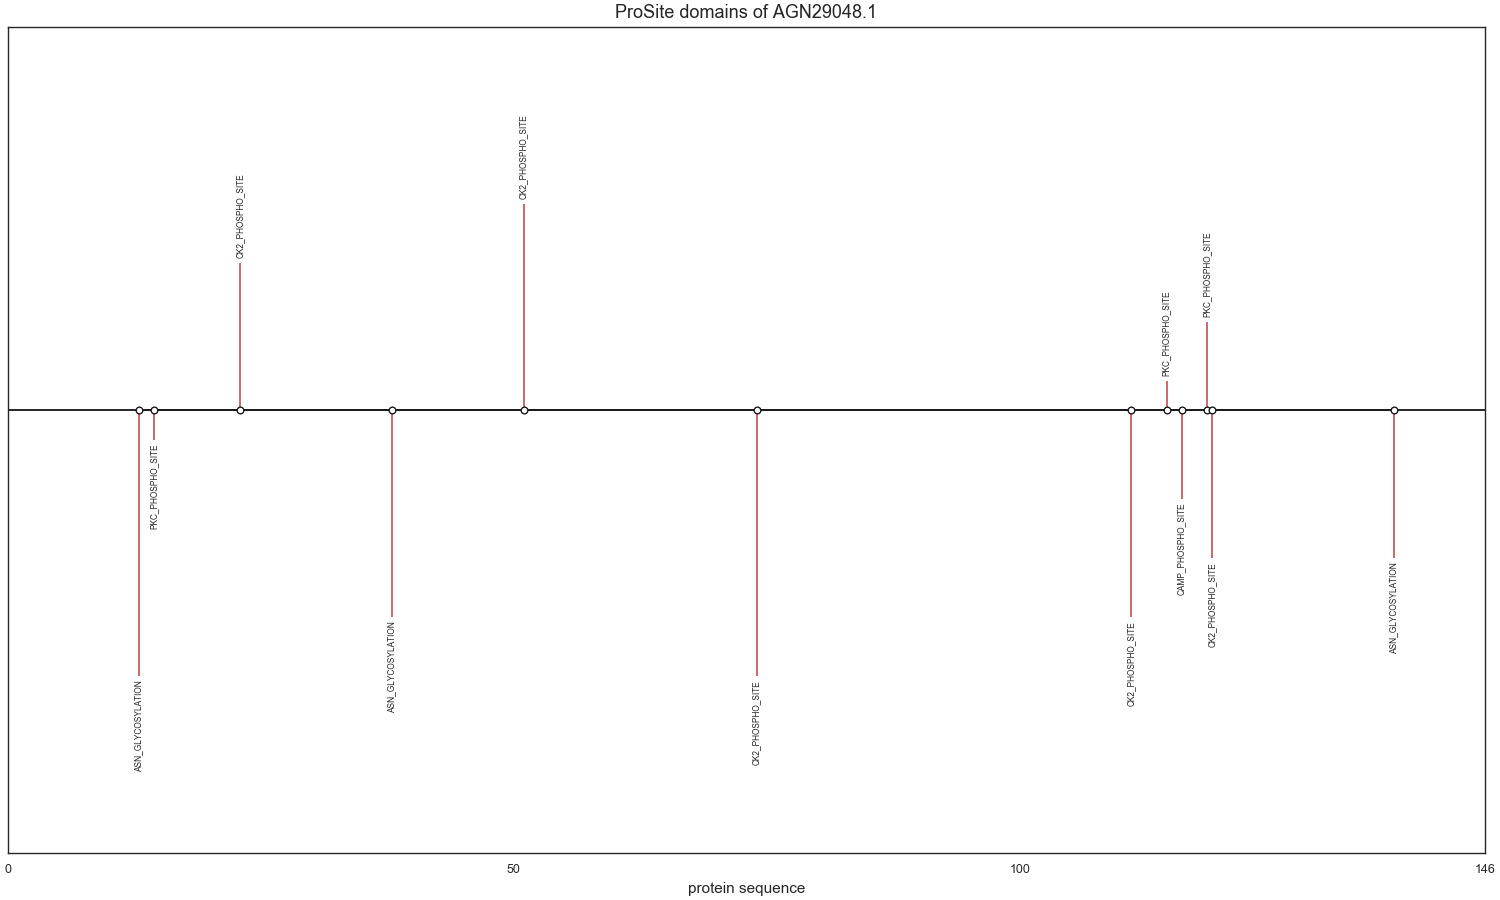 ProSite domains of AGN29048.1
CK2_PHOSPHO_SITE
CK2_PHOSPHO_SITE
PKC_PHOSPHO_SITE
PKC_PHOSPHO_SITE
ASN_GLYCOSYLATION
PKC_PHOSPHO_SITE
ASN_GLYCOSYLATION
CK2_PHOSPHO_SITE
CK2_PHOSPHO_SITE
CAMP_PHOSPHO_SITE
CK2_PHOSPHO_SITE
ASN_GLYCOSYLATION
0 50 100 146
protein sequence